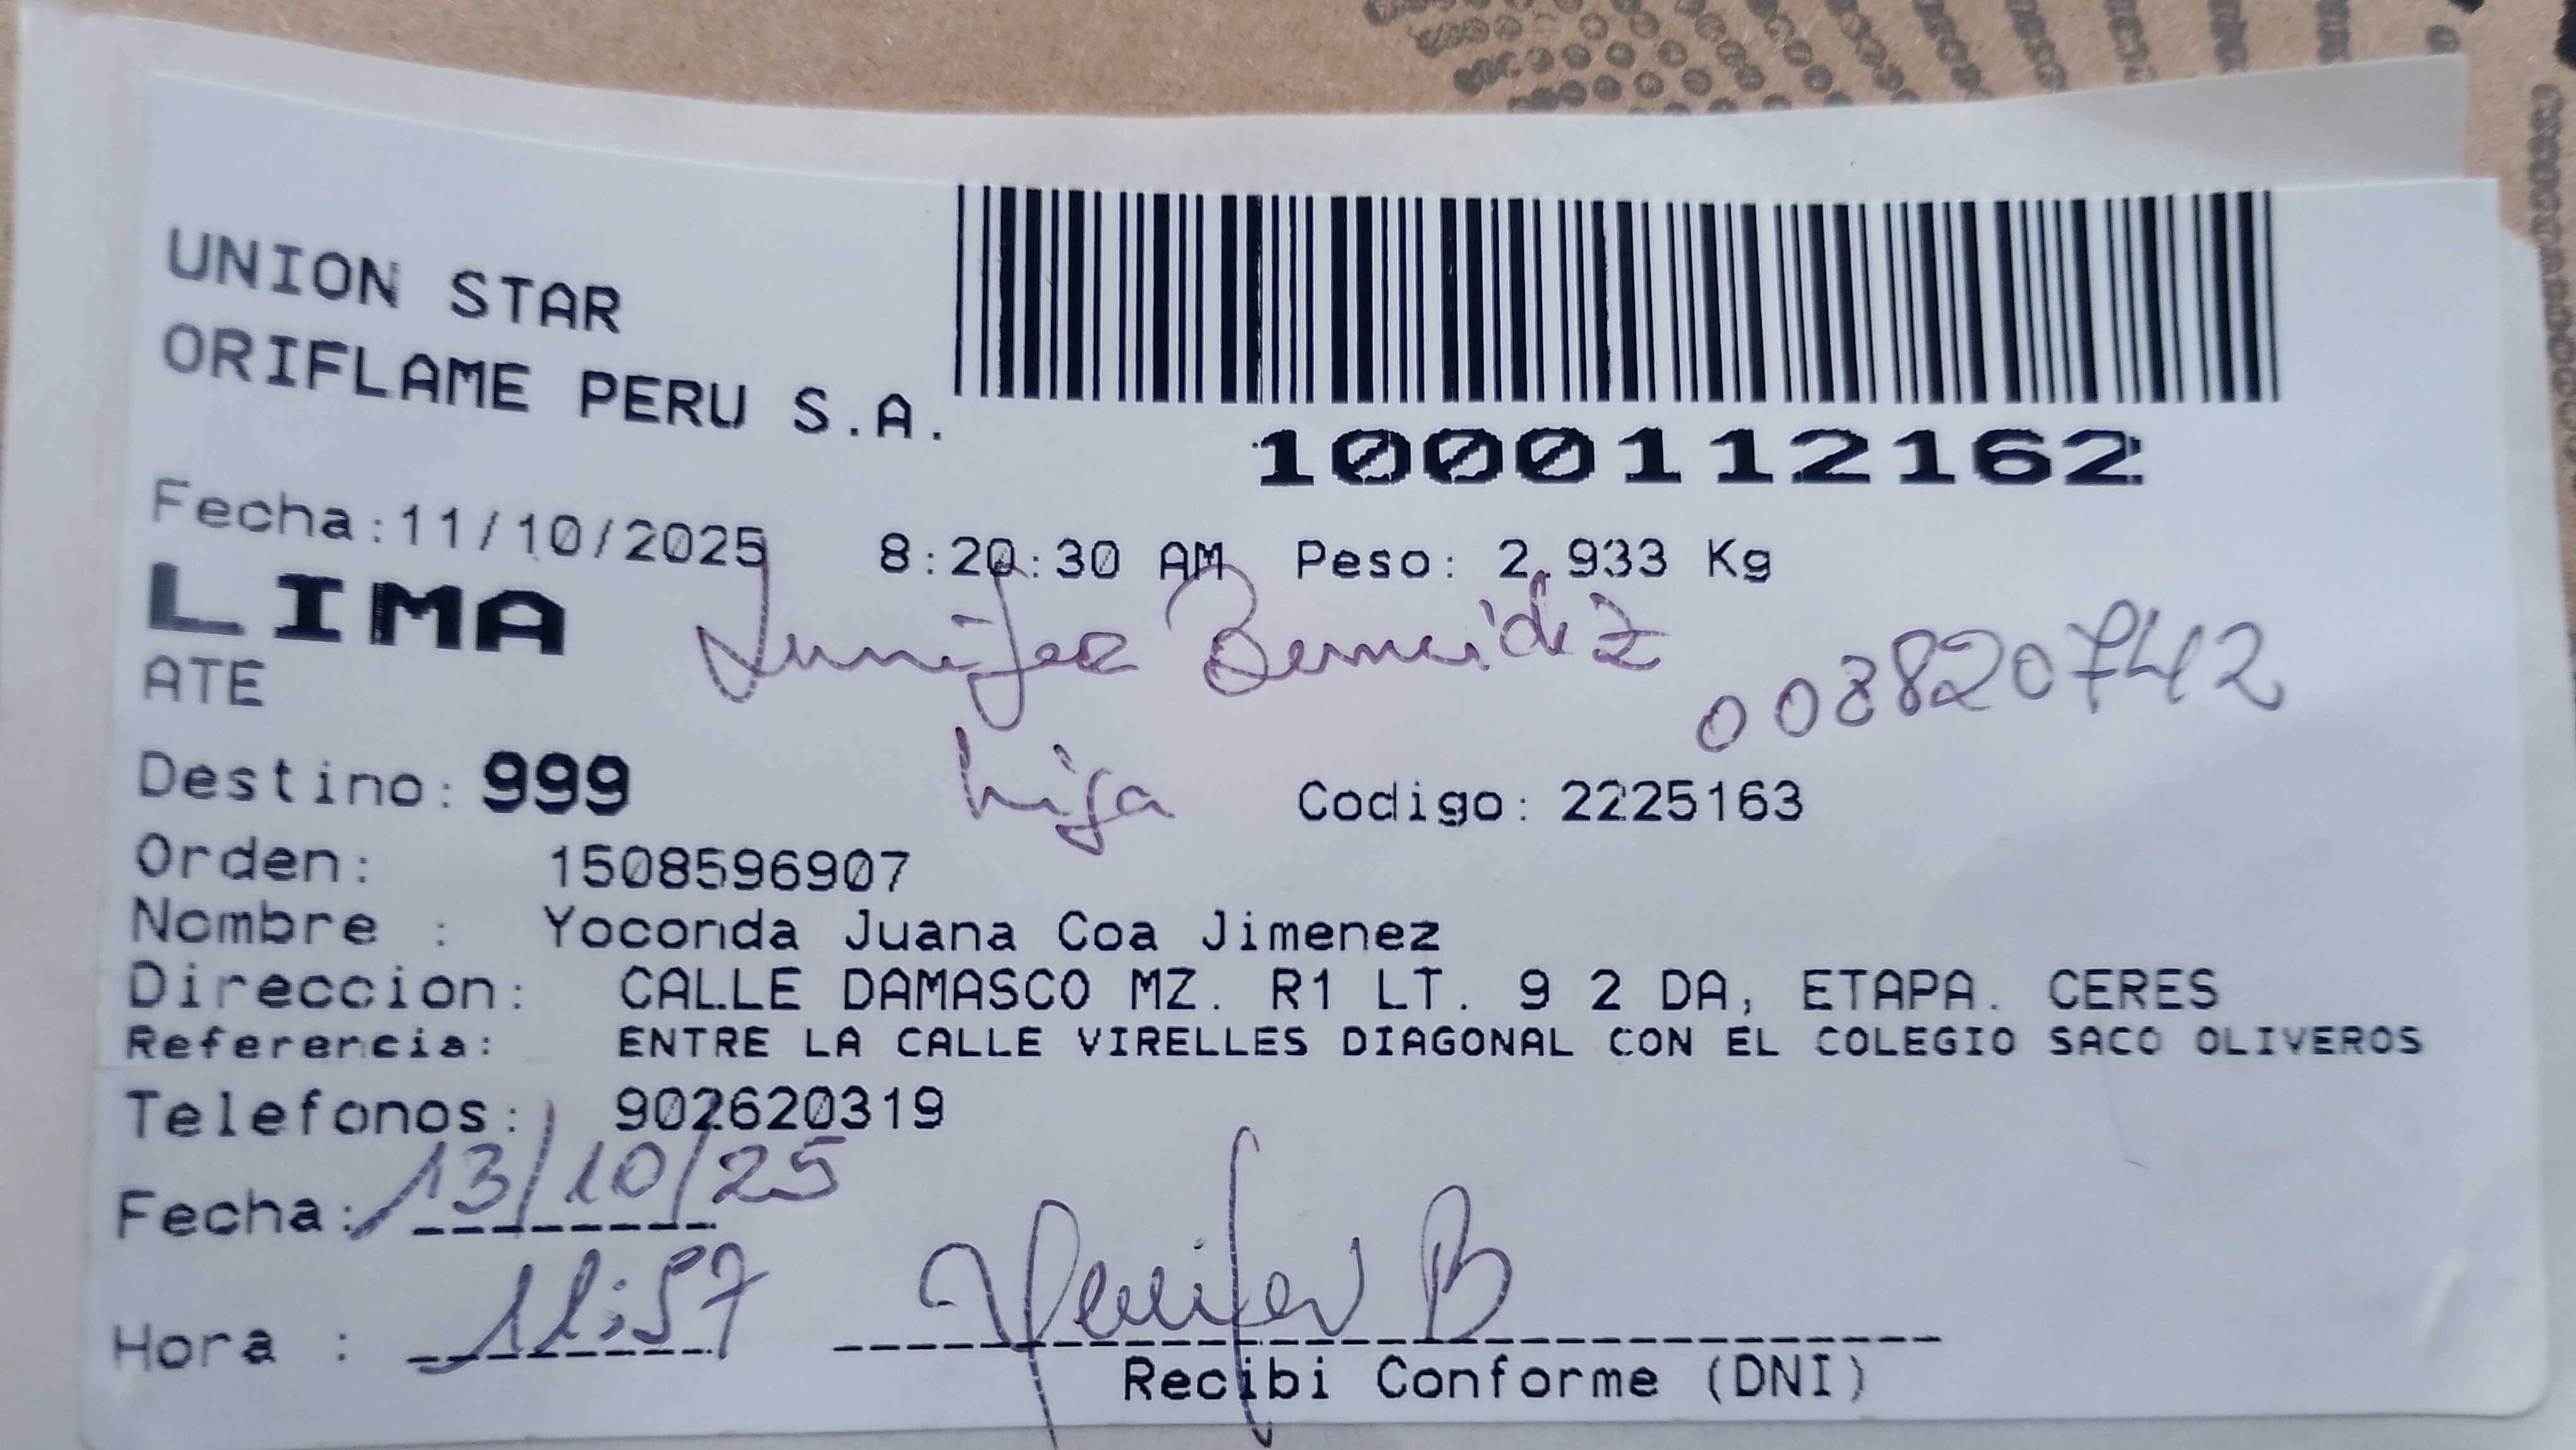 UNION STAR
ORIFLAME PERU S.A.
1000112162
Fecha:11/10/2025 8:20:30 AM Peso: 2.933 Kg
LIMA
ATE
008820742
Destino: 999
hija
Codigo: 2225163
Orden: 1508596907
Nombre : Yoconda Juana Coa Jimenez
Direccion: CALLE DAMASCO MZ. R1 LT. 9 2 DA, ETAPA. CERES
Referencia: ENTRE LA CALLE VIRELLES DIAGONAL CON EL COLEGIO SACO OLIVEROS
Telefonos: 902620319
Fecha: 13/10/25
Hora : 11:57
Recibi Conforme (DNI)